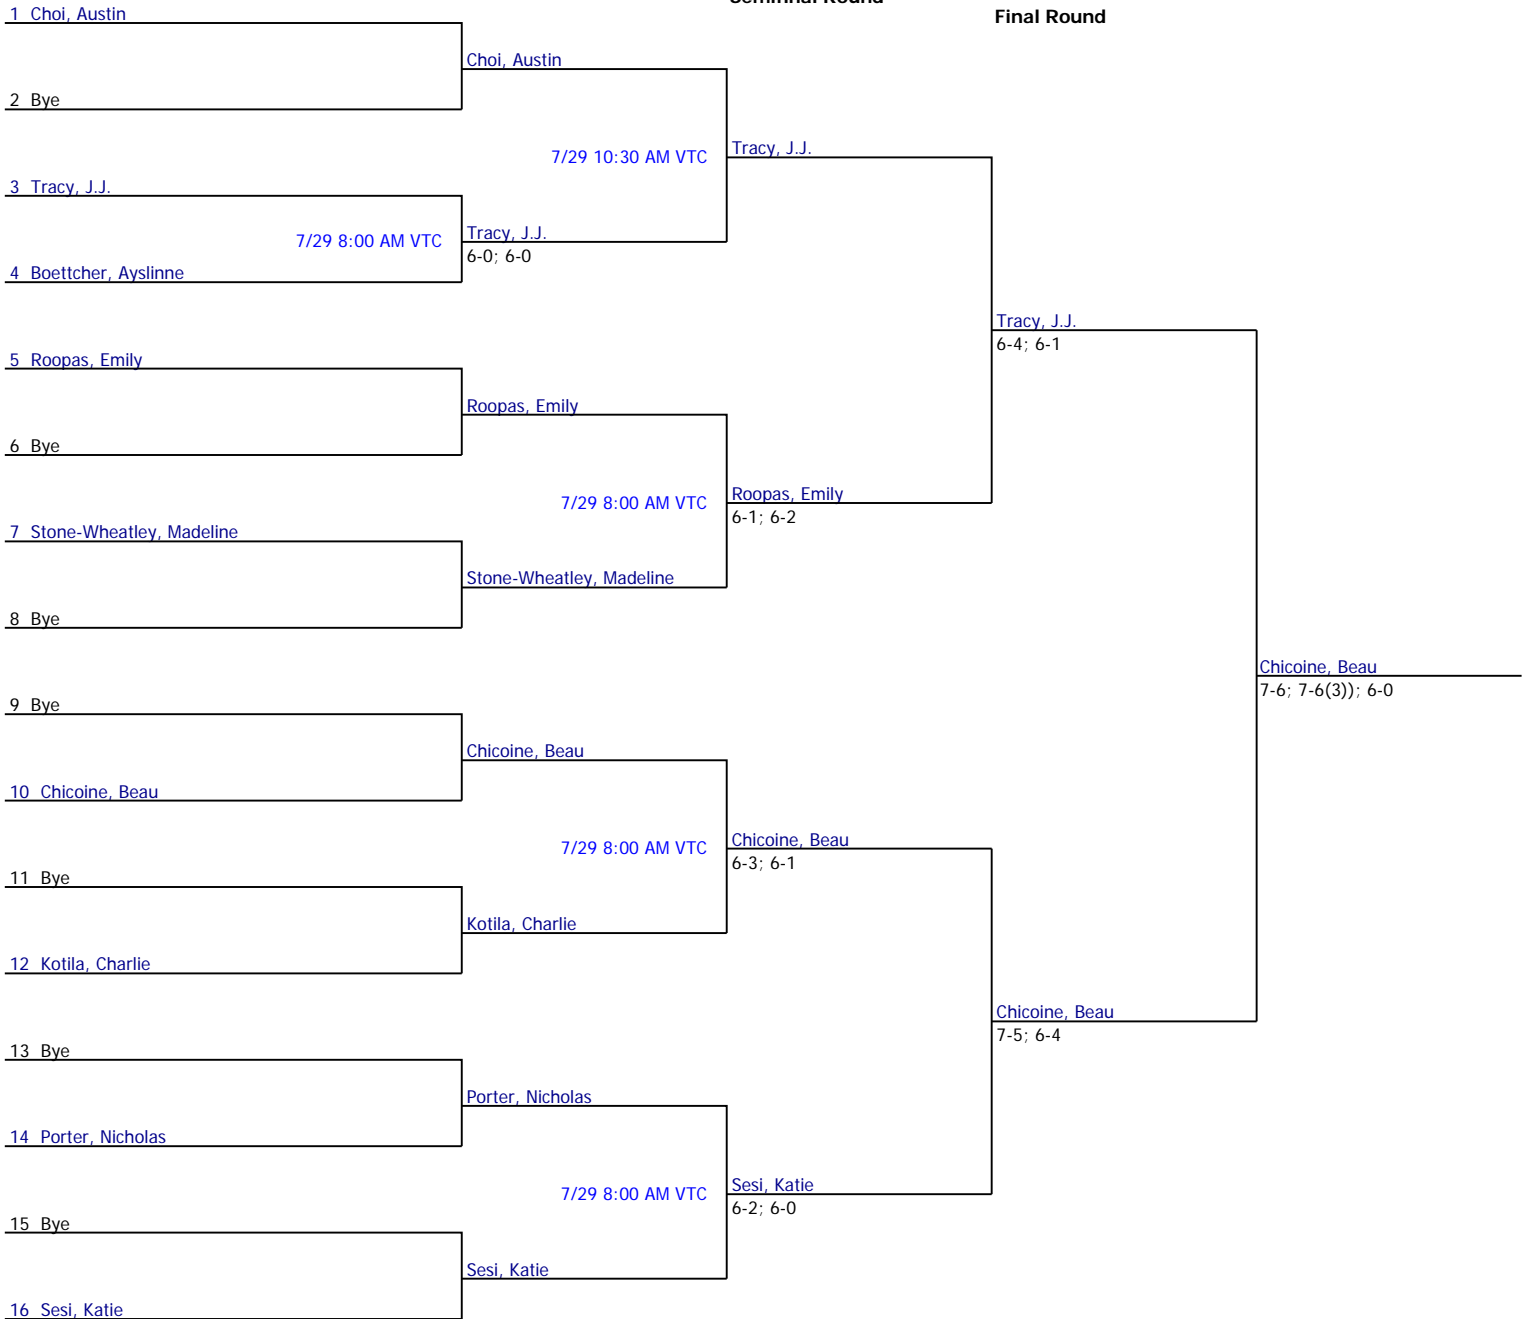 Semifinal Round
Final Round
1 Choi, Austin
Choi, Austin
2 Bye
7/29 10:30 AM VTC
Tracy, J.J.
3 Tracy, J.J.
7/29 8:00 AM VTC
Tracy, J.J.
6-0; 6-0
4 Boettcher, Ayslinne
Tracy, J.J.
6-4; 6-1
5 Roopas, Emily
Roopas, Emily
6 Bye
7/29 8:00 AM VTC
Roopas, Emily
6-1; 6-2
7 Stone-Wheatley, Madeline
Stone-Wheatley, Madeline
8 Bye
Chicoine, Beau
7-6; 7-6(3)); 6-0
9 Bye
Chicoine, Beau
10 Chicoine, Beau
7/29 8:00 AM VTC
Chicoine, Beau
6-3; 6-1
11 Bye
Kotila, Charlie
12 Kotila, Charlie
Chicoine, Beau
7-5; 6-4
13 Bye
Porter, Nicholas
14 Porter, Nicholas
7/29 8:00 AM VTC
Sesi, Katie
6-2; 6-0
15 Bye
Sesi, Katie
16 Sesi, Katie